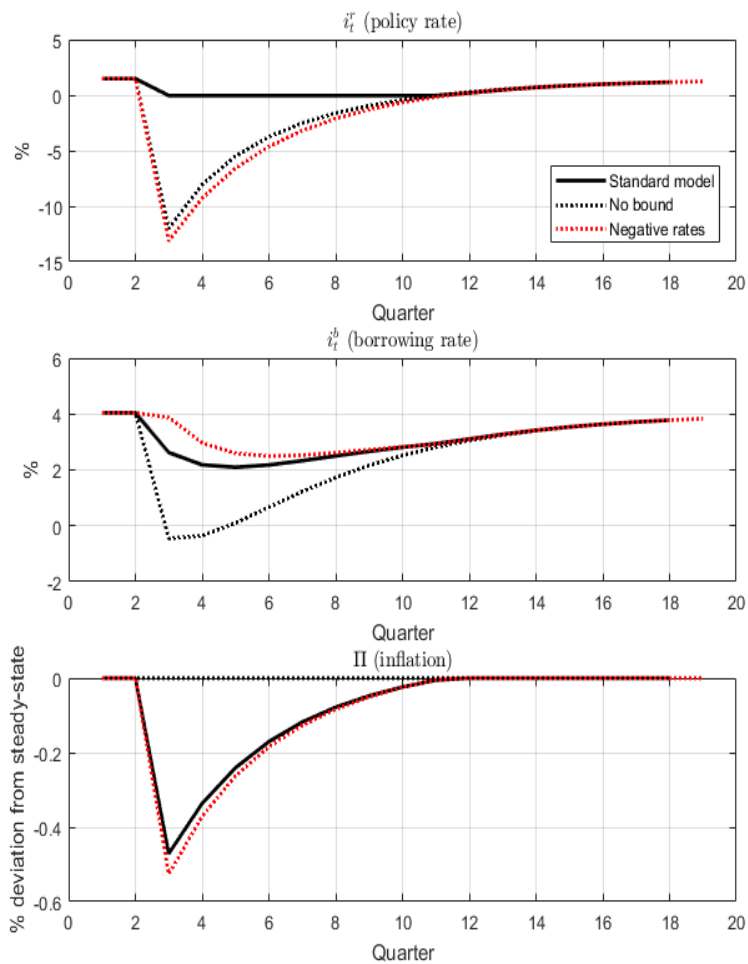 i_t^r (policy rate)
5
0
-5
-10
-15
%
Standard model
No bound
Negative rates
0 2 4 6 8 10 12 14 16 18 20
Quarter
i_t^b (borrowing rate)
6
4
2
0
-2
%
0 2 4 6 8 10 12 14 16 18 20
Quarter
Π (inflation)
0
-0.2
-0.4
-0.6
% deviation from steady-state
0 2 4 6 8 10 12 14 16 18 20
Quarter